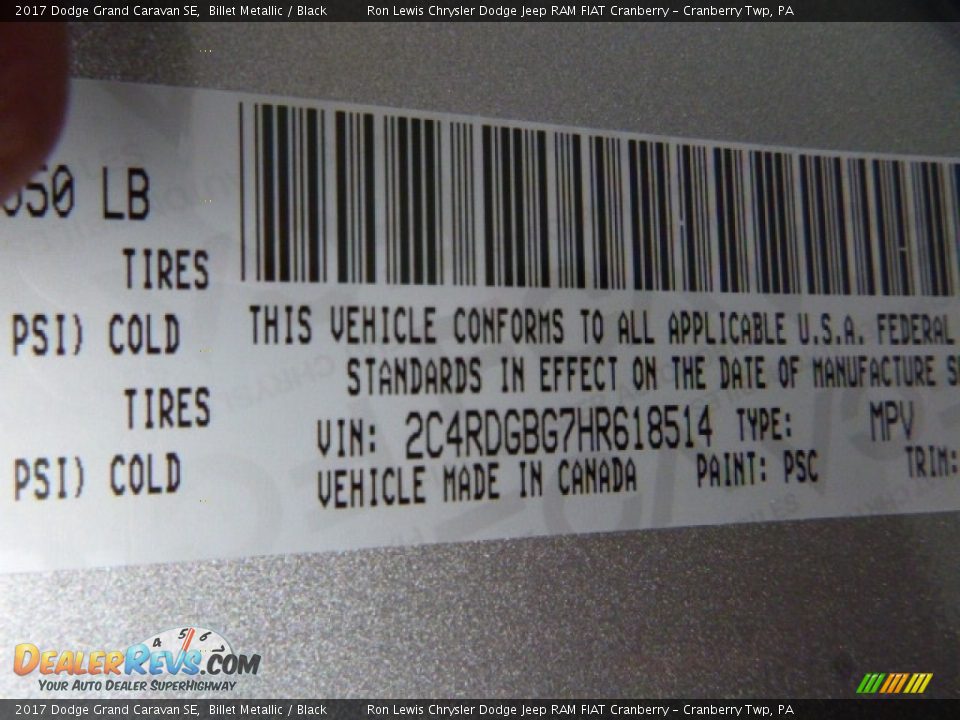 2017 Dodge Grand Caravan SE, Billet Metallic / Black Ron Lewis Chrysler Dodge Jeep RAM FIAT Cranberry - Cranberry Twp, PA
50 LB
TIRES
PSI) COLD
TIRES
PSI) COLD
THIS VEHICLE CONFORMS TO ALL APPLICABLE U.S.A. FEDERAL
STANDARDS IN EFFECT ON THE DATE OF MANUFACTURE
VIN: 2C4RDGBG7HR618514 TYPE: MPV
VEHICLE MADE IN CANADA PAINT: PSC TRIM:
4 5 6
DEALERREVS.COM
YOUR AUTO DEALER SUPERHIGHWAY
2017 Dodge Grand Caravan SE, Billet Metallic / Black Ron Lewis Chrysler Dodge Jeep RAM FIAT Cranberry - Cranberry Twp, PA